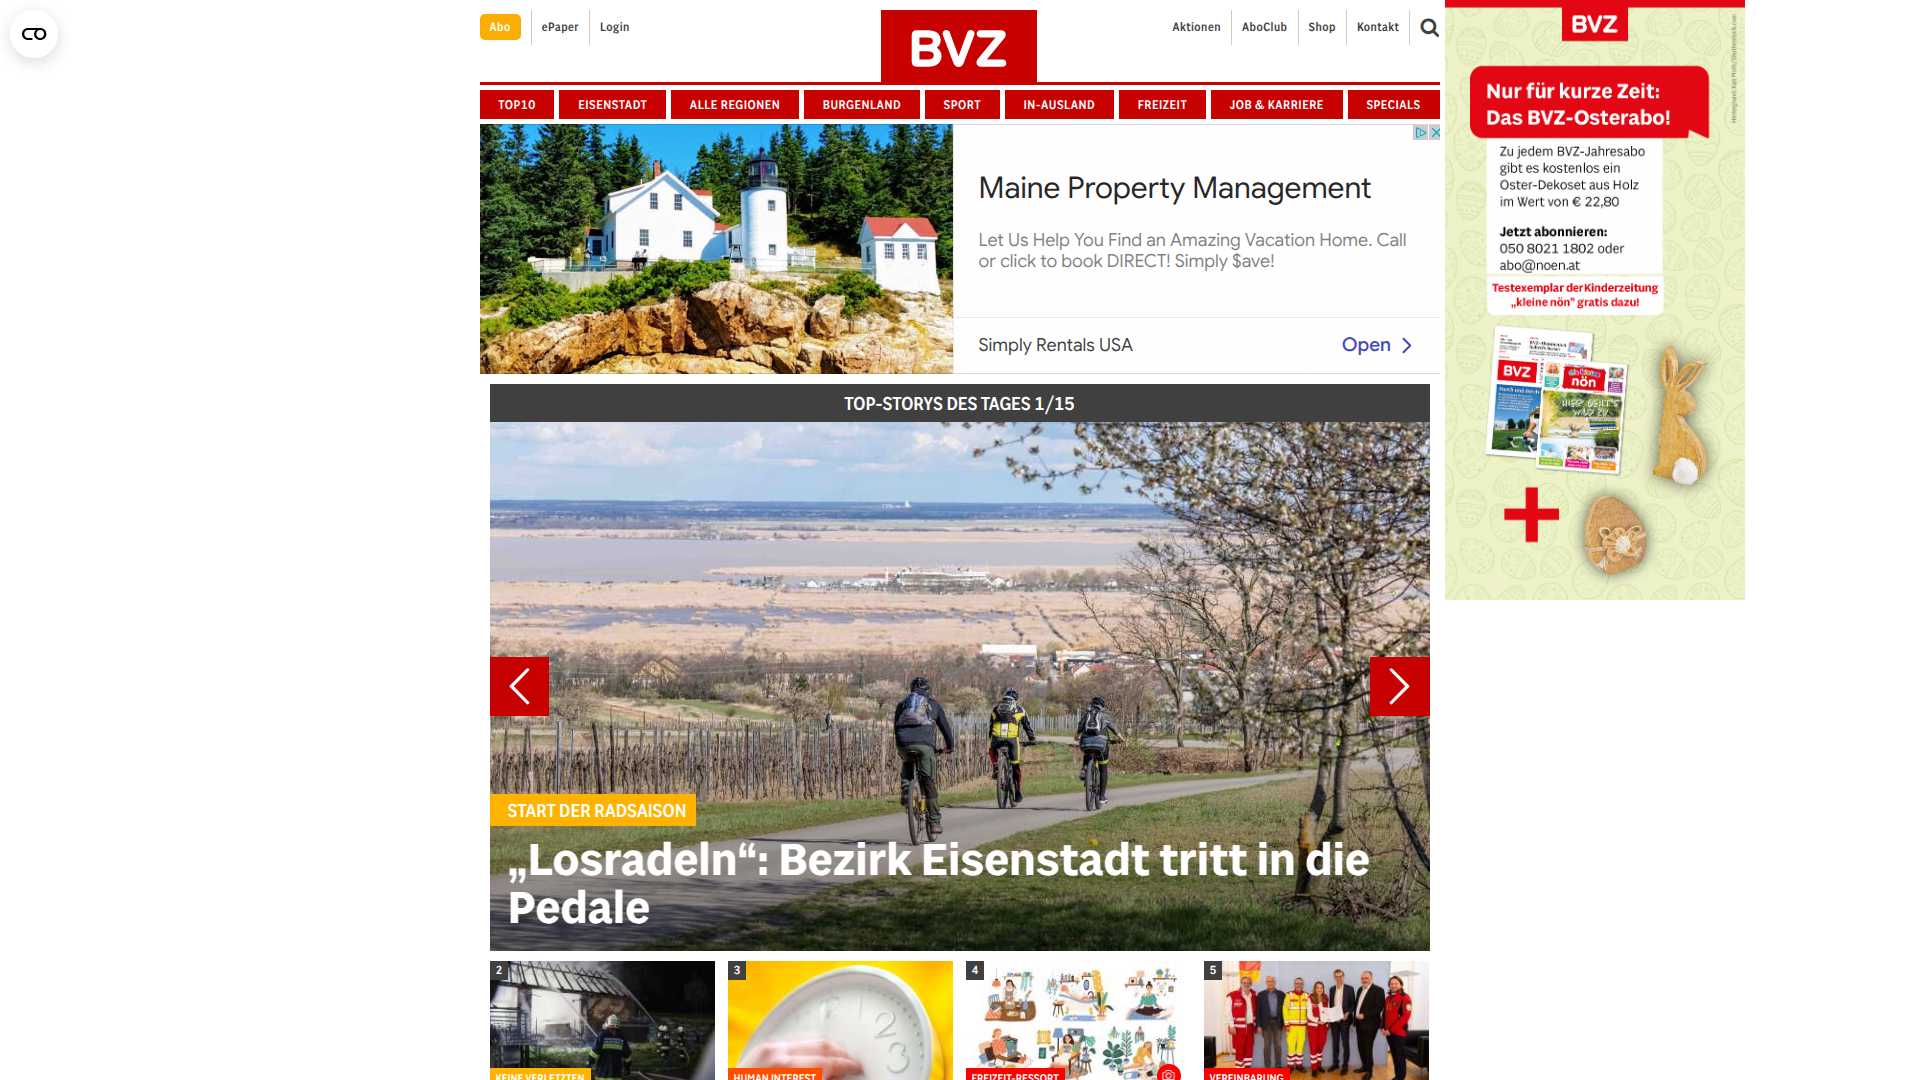 Abo
ePaper
Login
BVZ
Aktionen
AboClub
Shop
Kontakt
TOP10
EISENSTADT
ALLE REGIONEN
BURGENLAND
SPORT
IN-AUSLAND
FREIZEIT
JOB & KARRIERE
SPECIALS
Maine Property Management
Let Us Help You Find an Amazing Vacation Home. Call
or click to book DIRECT! Simply $ave!
Simply Rentals USA
Open
BVZ
Nur für kurze Zeit:
Das BVZ-Osterabo!
Zu jedem BVZ-Jahresabo
gibt es kostenlos ein
Oster-Dekoset aus Holz
im Wert von € 22,80
Jetzt abonnieren:
050 8021 1802 oder
abo@noen.at
Testexemplar der Kinderzeitung
„kleine nön" gratis dazu!
BVZ
nön
TOP-STORYS DES TAGES 1/15
START DER RADSAISON
„Losradeln“: Bezirk Eisenstadt tritt in die
Pedale
2
KEINE VERLETZTEN
3
HUMAN INTEREST
4
FREIZEIT-RESSORT
5
VEREINBARUNG